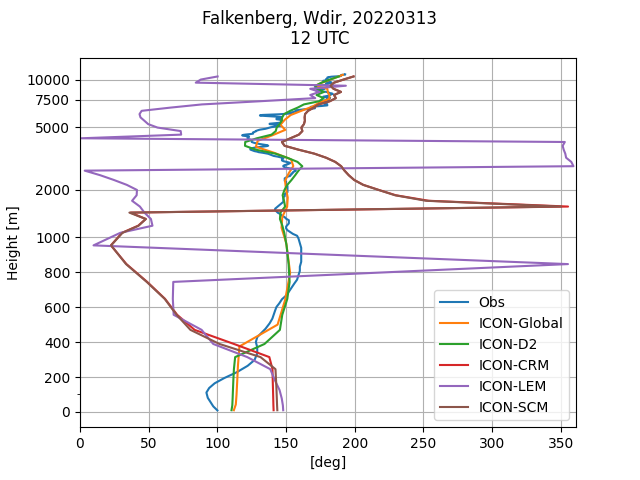 Falkenberg, Wdir, 20220313
12 UTC
10000
7500
5000
2000
1000
800
600
400
200
0
Height [m]
0
50
100
150
200
250
300
350
[deg]
Obs
ICON-Global
ICON-D2
ICON-CRM
ICON-LEM
ICON-SCM